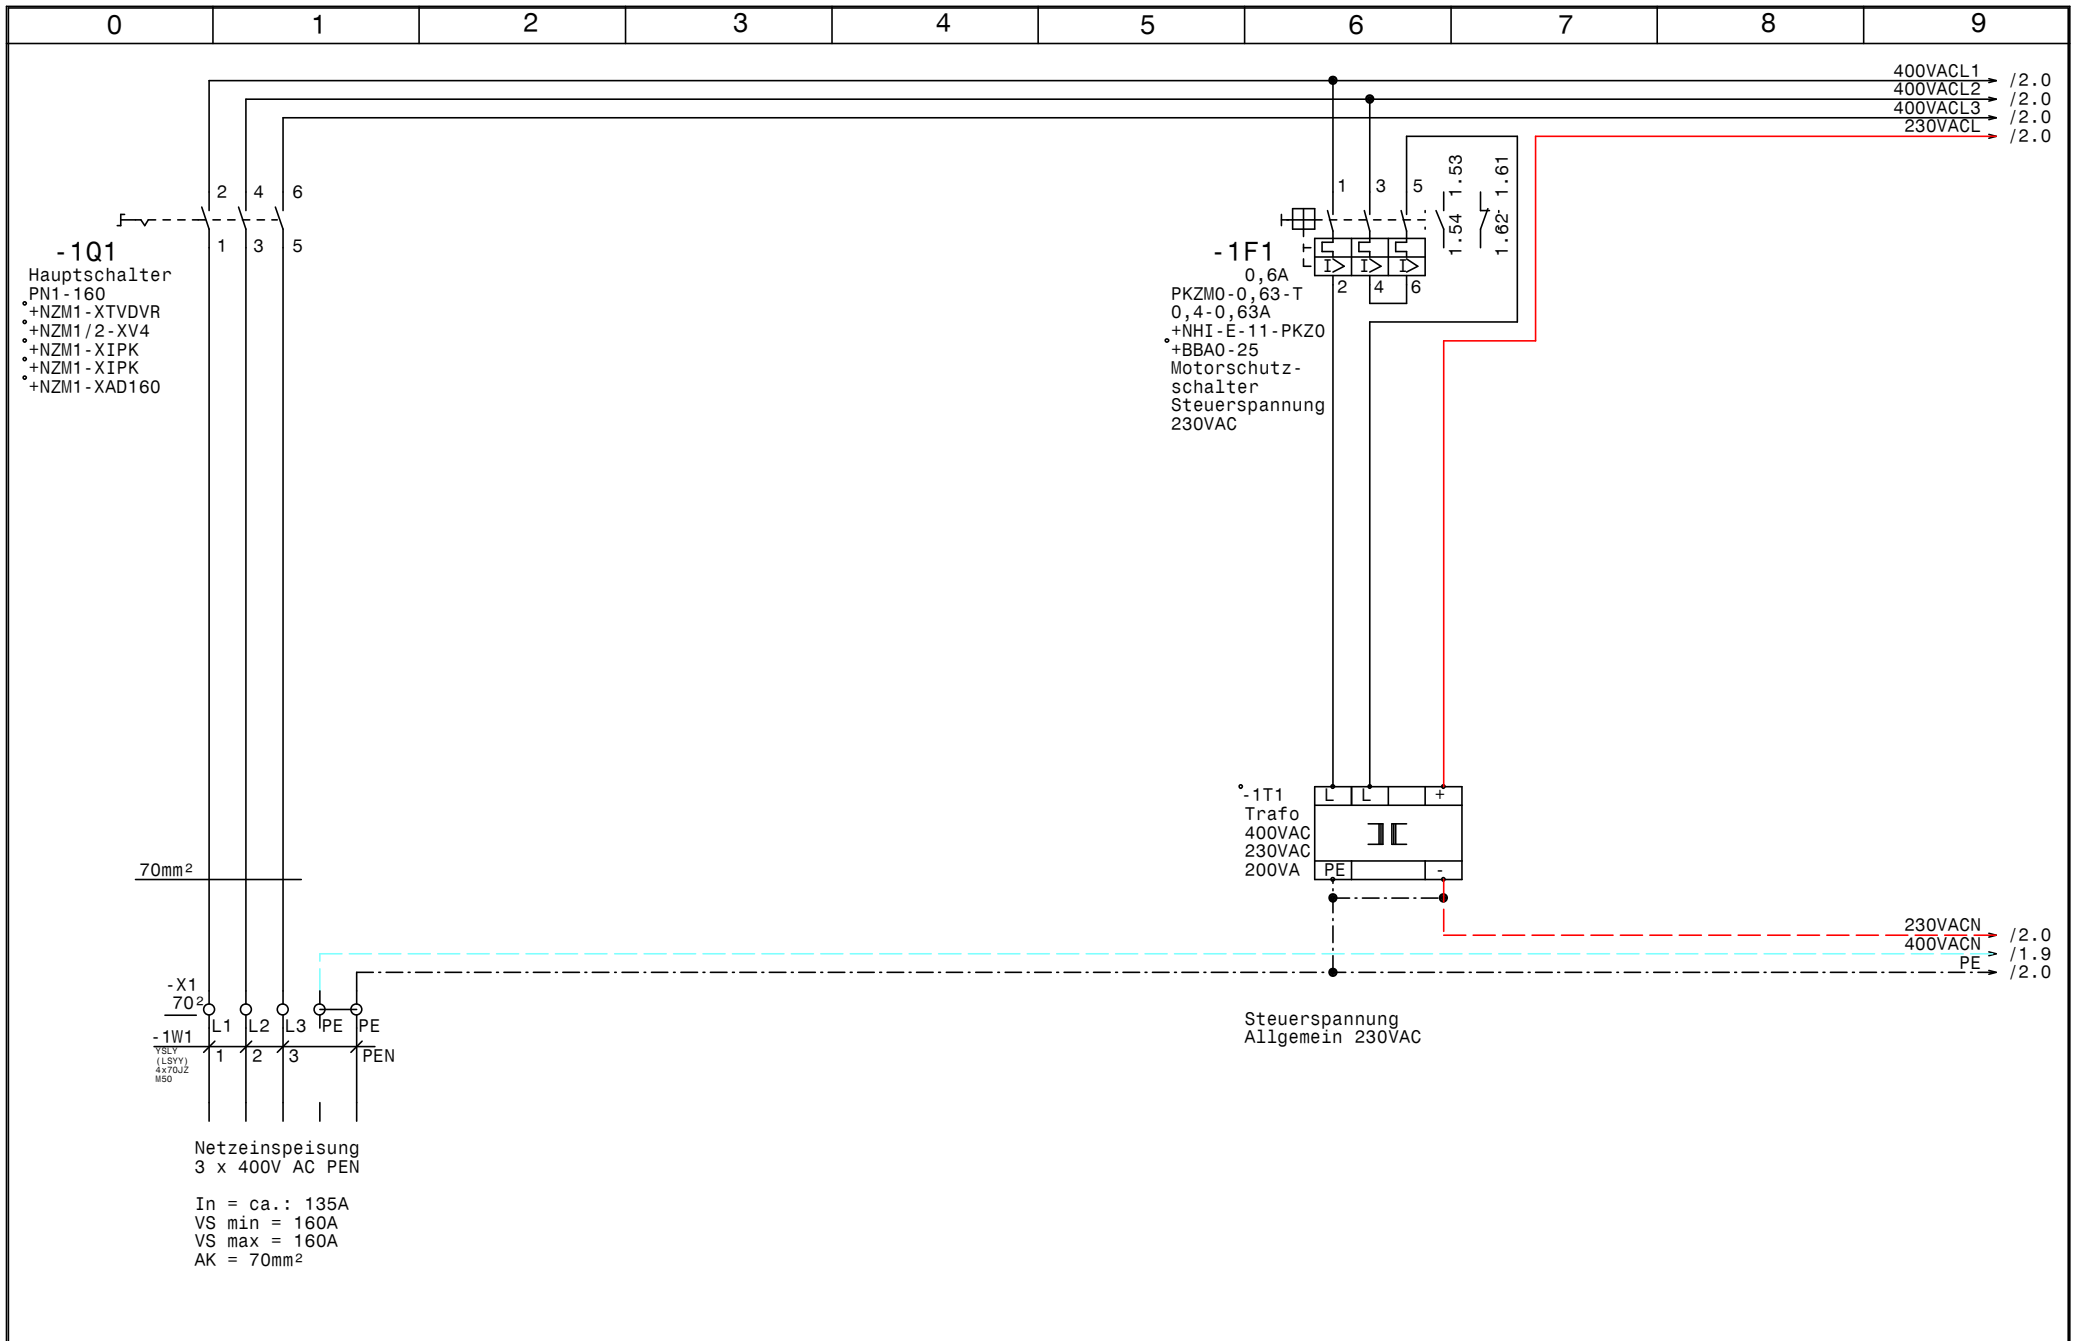 0 1 2 3 4 5 6 7 8 9
400VACL1 /2.0
400VACL2 /2.0
400VACL3 /2.0
230VACL /2.0
2 4 6
1 3 5
-1Q1
Hauptschalter
PN1-160
+NZM1-XTVDVR
+NZM1/2-XV4
+NZM1-XIPK
+NZM1-XIPK
+NZM1-XAD160
1 3 5
1.53
1.54
1.61
1.62
I> I> I>
2 4 6
-1F1
0,6A
PKZM0-0,63-T
0,4-0,63A
+NHI-E-11-PKZ0
+BBA0-25
Motorschutz-
schalter
Steuerspannung
230VAC
-1T1
Trafo
400VAC
230VAC
200VA
L L +
PE -
70mm²
230VACN /2.0
400VACN /1.9
PE /2.0
-X1
70²
L1 L2 L3 PE PE
-1W1
YSLY
(LSYY)
4x70JZ
M50
1 2 3 PEN
Steuerspannung
Allgemein 230VAC
Netzeinspeisung
3 x 400V AC PEN
In = ca.: 135A
VS min = 160A
VS max = 160A
AK = 70mm²